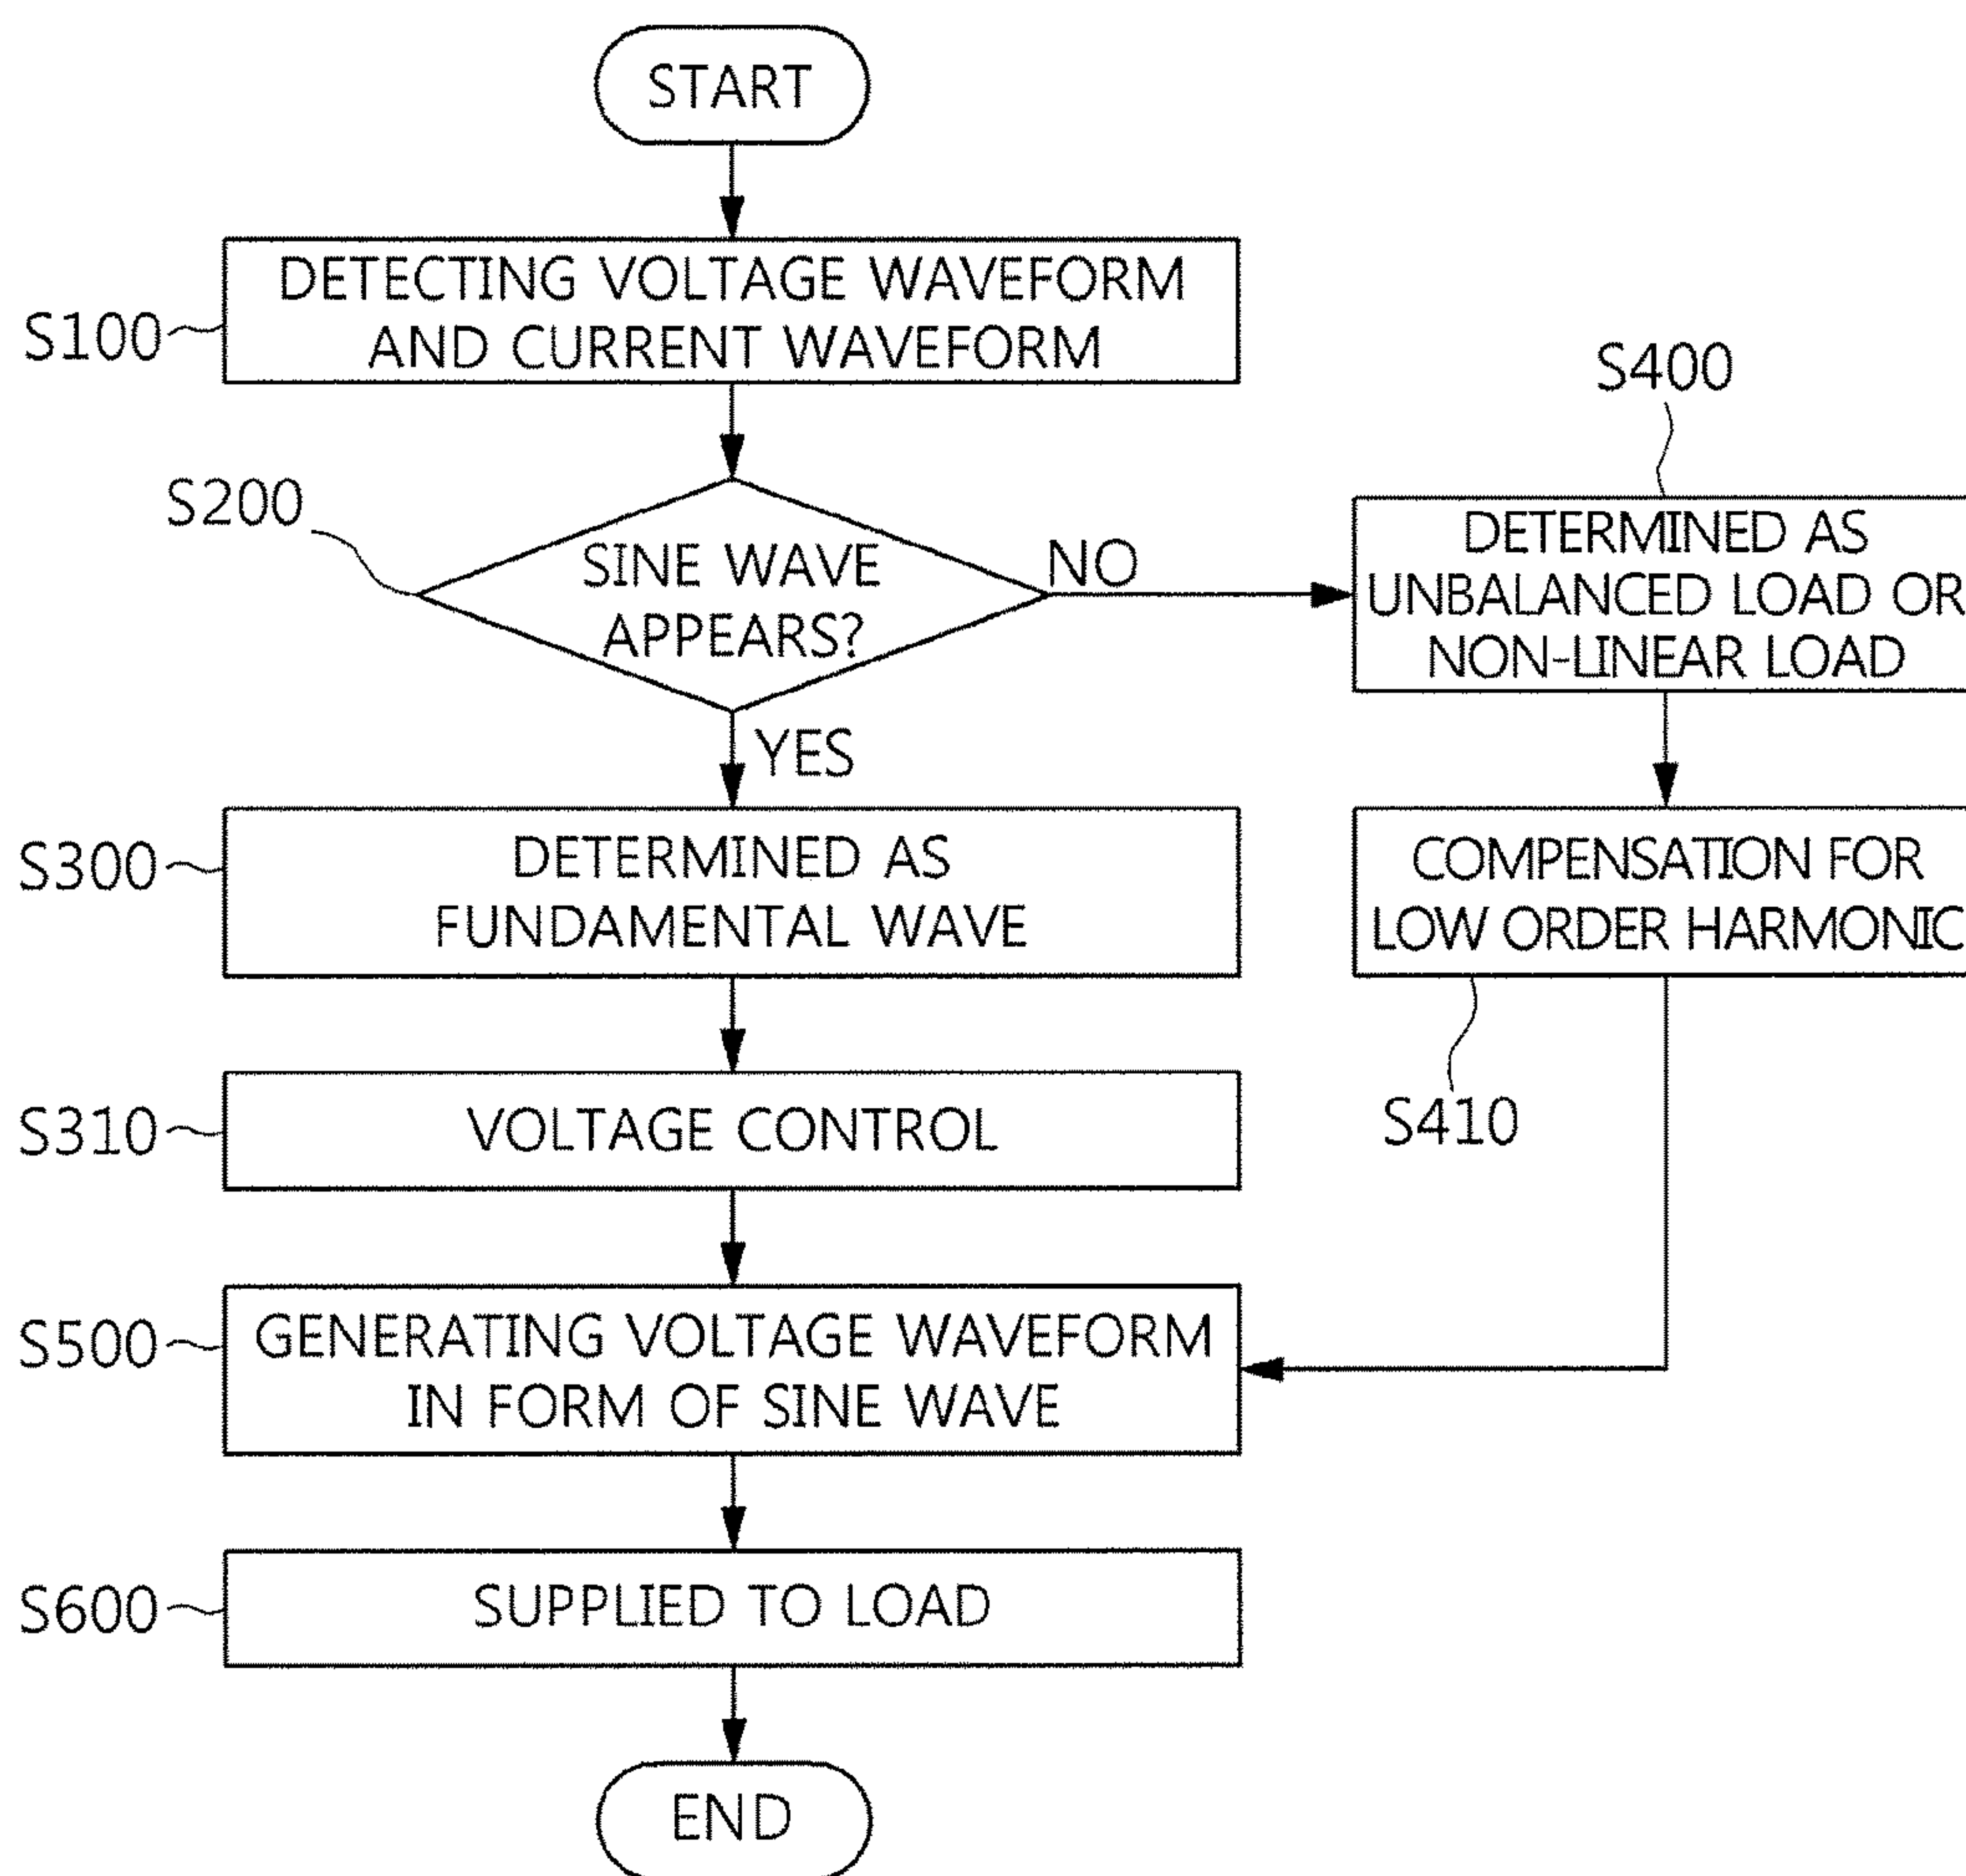 START
S100
DETECTING VOLTAGE WAVEFORM
AND CURRENT WAVEFORM
S200
SINE WAVE
APPEARS?
NO
YES
S400
DETERMINED AS
UNBALANCED LOAD OR
NON-LINEAR LOAD
S300
DETERMINED AS
FUNDAMENTAL WAVE
COMPENSATION FOR
LOW ORDER HARMONIC
S410
S310
VOLTAGE CONTROL
S500
GENERATING VOLTAGE WAVEFORM
IN FORM OF SINE WAVE
S600
SUPPLIED TO LOAD
END